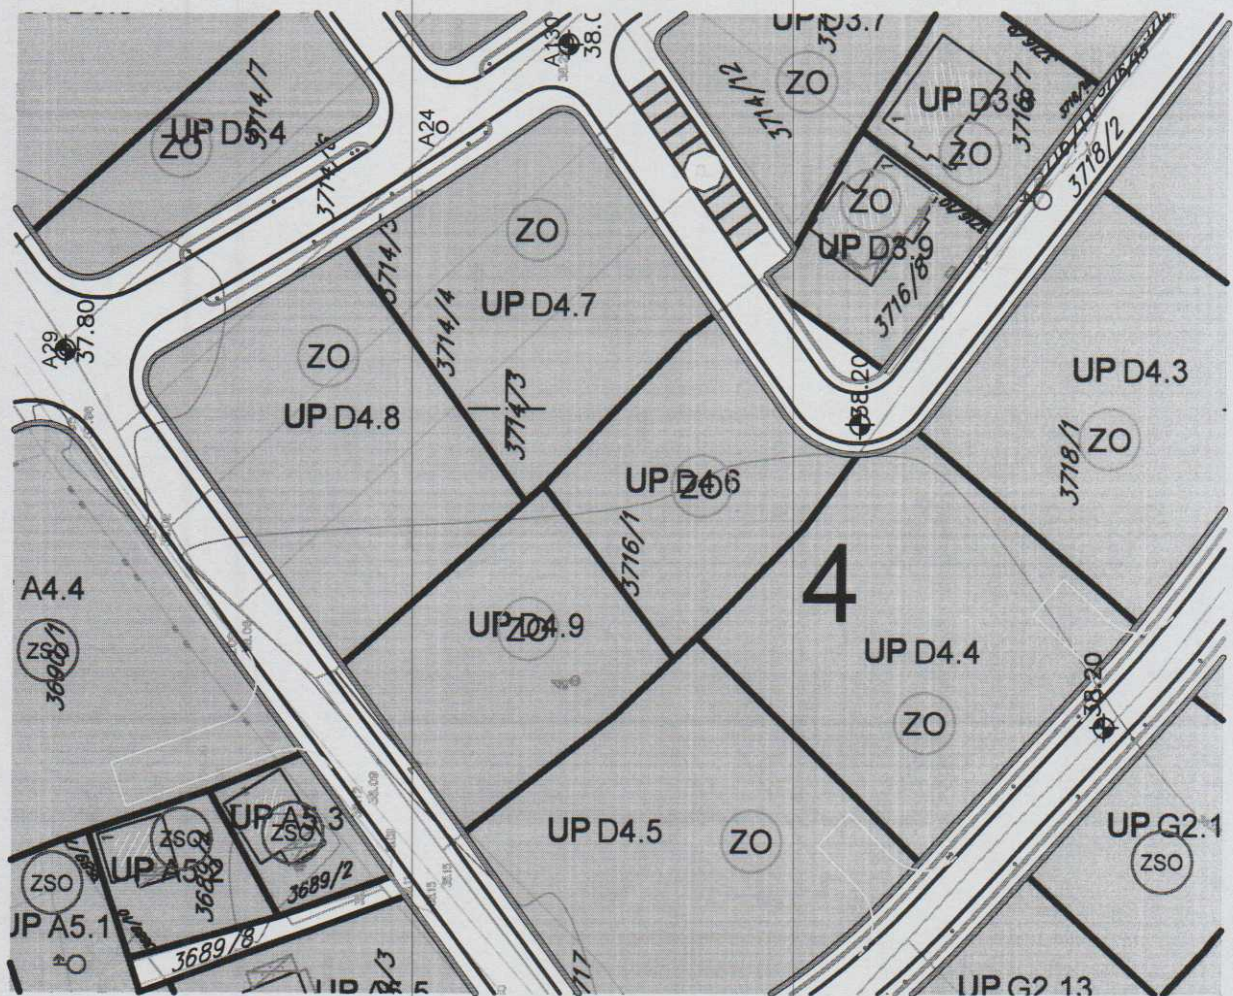 UP D3.7
A130
38.0
3714/7
UP D5.4
ZO
A24
3714/12
ZO
UP D3.8
3716/7
ZO
3718/2
ZO
UP D3.9
3716/8
ZO
3714/5
UP D4.7
3714/4
A29
37.80
ZO
UP D4.8
3714/3
38.20
UP D4.3
ZO
3718/1
UP D4.6
ZO
3716/1
4
A4.4
UP D4.9
ZO
UP D4.4
38.20
ZO
UP D4.5
ZO
UP G2.1
ZSO
UP A5.3
ZSO
ZSO
UP A5.2
3689/2
ZSO
UP A5.1
3689/8
UP G2.13